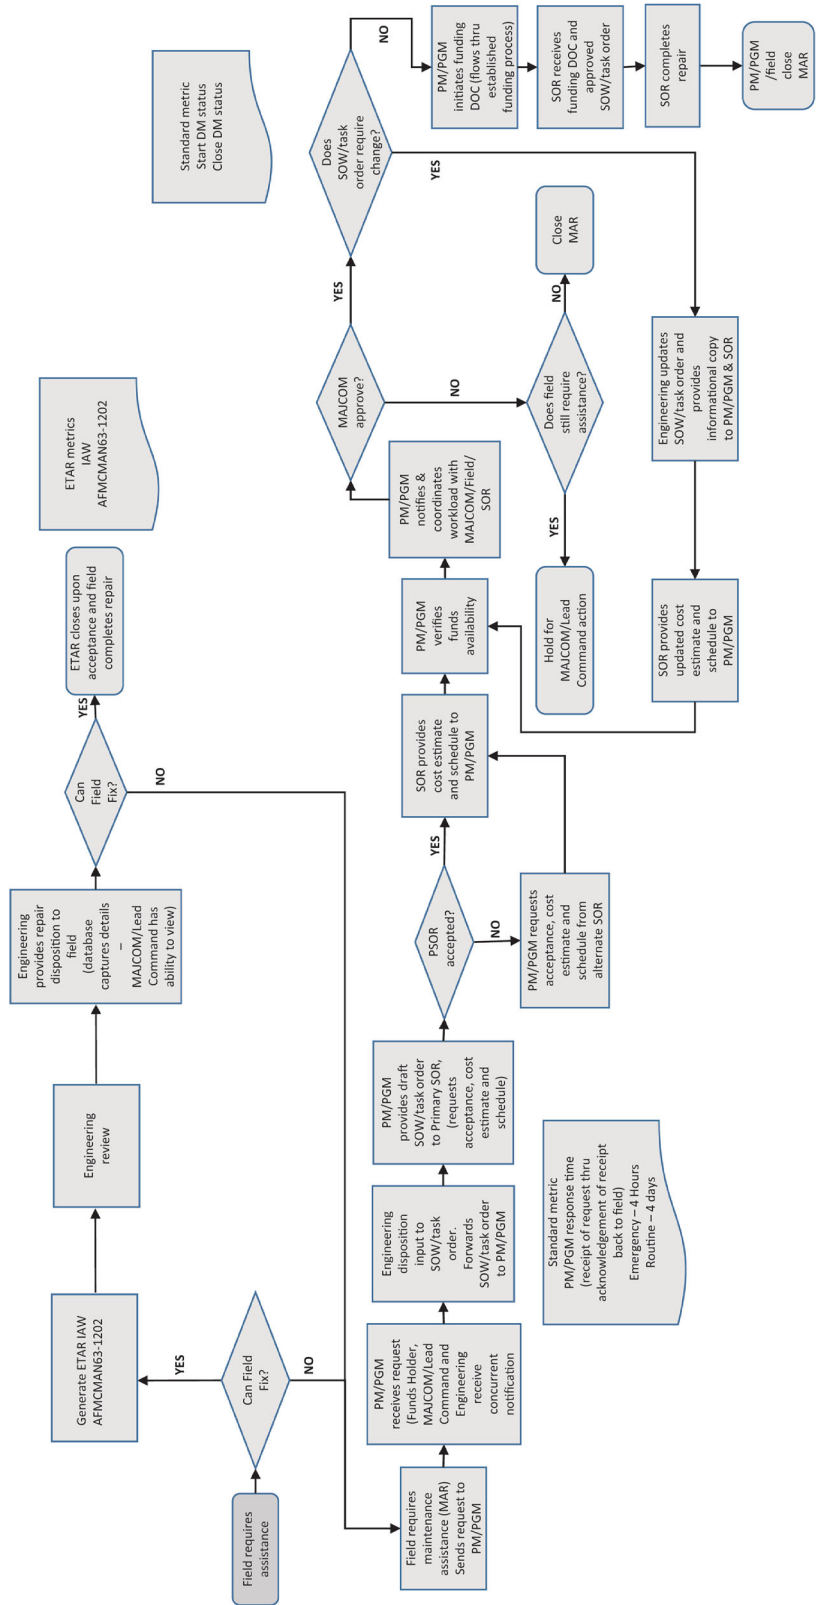 Field requires
assistance
Can Field
Fix?
YES
NO
Generate ETAR IAW
AFMCMAN63-1202
Engineering
review
Engineering
provides repair
disposition to
field
(database
captures details
–
MAJCOM/Lead
Command has
ability to view)
Can
Field
Fix?
YES
NO
ETAR closes upon
acceptance and field
completes repair
ETAR metrics
IAW
AFMCMAN63-1202
Standard metric
Start DM status
Close DM status
Field requires
maintenance
assistance (MAR)
Sends request to
PM/PGM
PM/PGM
receives request
(Funds Holder,
MAJCOM/Lead
Command and
Engineering
receive
concurrent
notification
Engineering
disposition
input to
SOW/task
order.
Forwards
SOW/task order
to PM/PGM
PM/PGM
provides draft
SOW/task order
to Primary SOR,
(requests
acceptance, cost
estimate and
schedule)
PSOR
accepted?
YES
NO
PM/PGM requests
acceptance, cost
estimate and
schedule from
alternate SOR
SOR provides
cost estimate
and schedule to
PM/PGM
PM/PGM
verifies
funds
availability
PM/PGM
notifies &
coordinates
workload with
MAJCOM/Field/
SOR
MAJCOM
approve?
YES
NO
Does field
still require
assistance?
YES
NO
Hold for
MAJCOM/Lead
Command action
Close
MAR
Does
SOW/task
order require
change?
NO
YES
PM/PGM
initiates funding
DOC (flows thru
established
funding process)
SOR receives
funding DOC and
approved
SOW/task order
SOR completes
repair
PM/PGM
/field
close
MAR
Engineering updates
SOW/task order and
provides
informational copy
to PM/PGM & SOR
SOR provides
updated cost
estimate and
schedule to
PM/PGM
Standard metric
PM/PGM response time
(receipt of request thru
acknowledgement of receipt
back to field)
Emergency – 4 Hours
Routine – 4 days